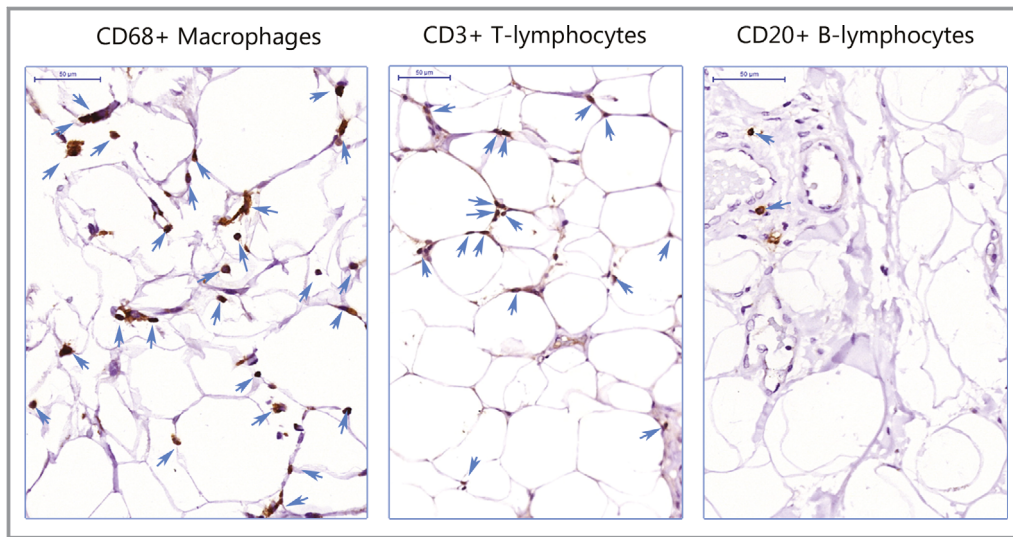 CD68+ Macrophages
CD3+ T-lymphocytes
CD20+ B-lymphocytes
50 μm
50 μm
50 μm